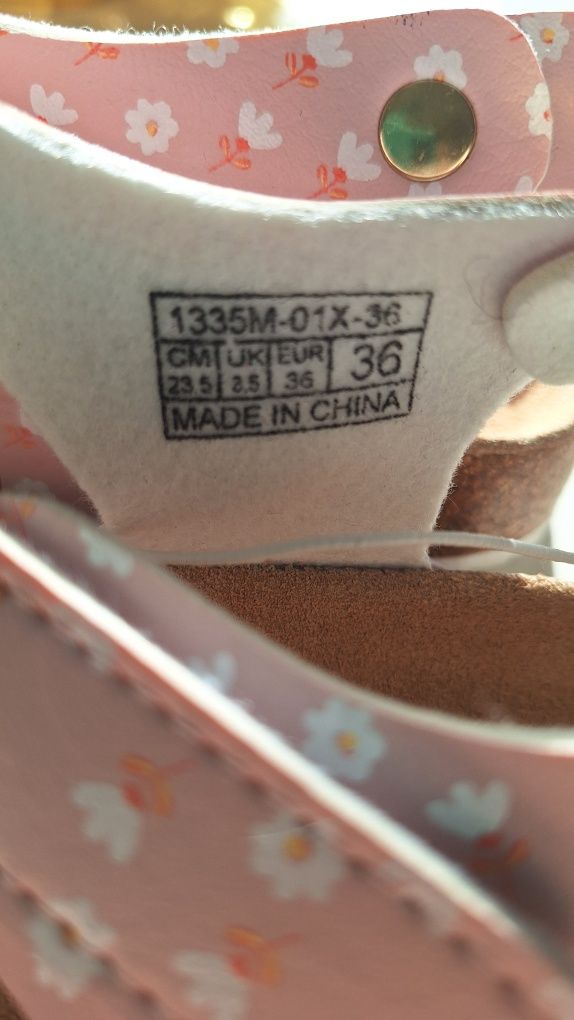 1335M-01X-36
CM UK EUR 36
23.5 3.5 36
MADE IN CHINA